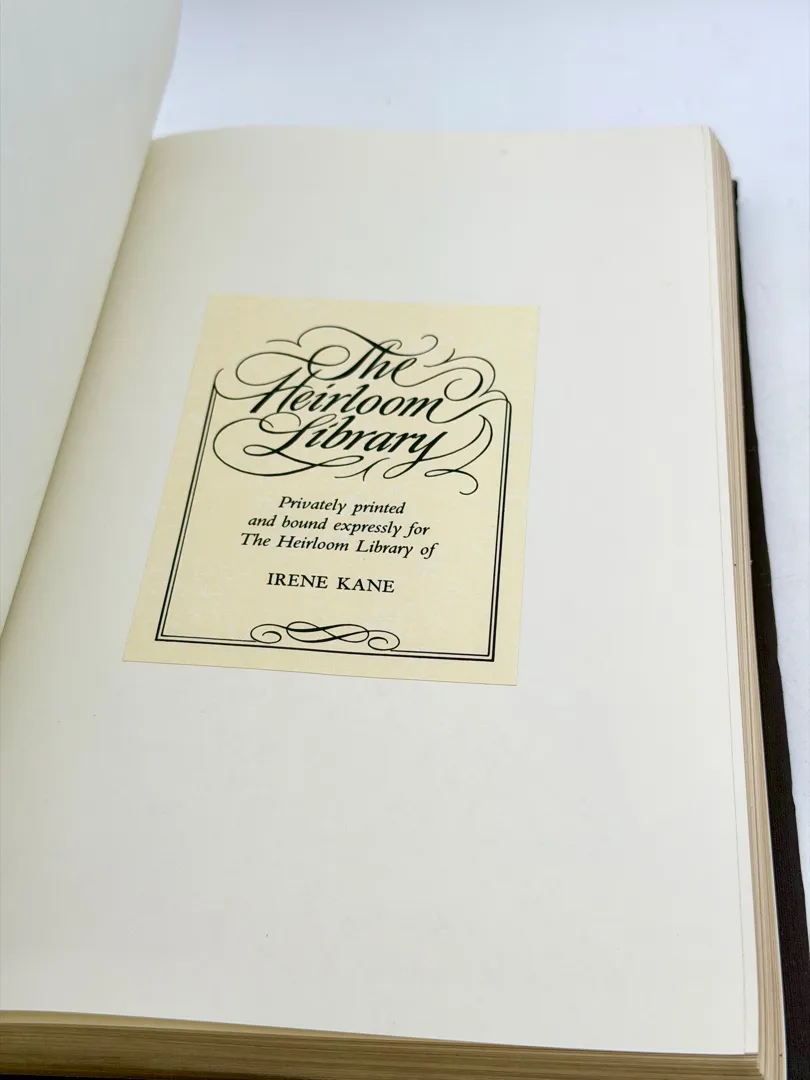 The
Heirloom
Library
Privately printed
and bound expressly for
The Heirloom Library of
IRENE KANE